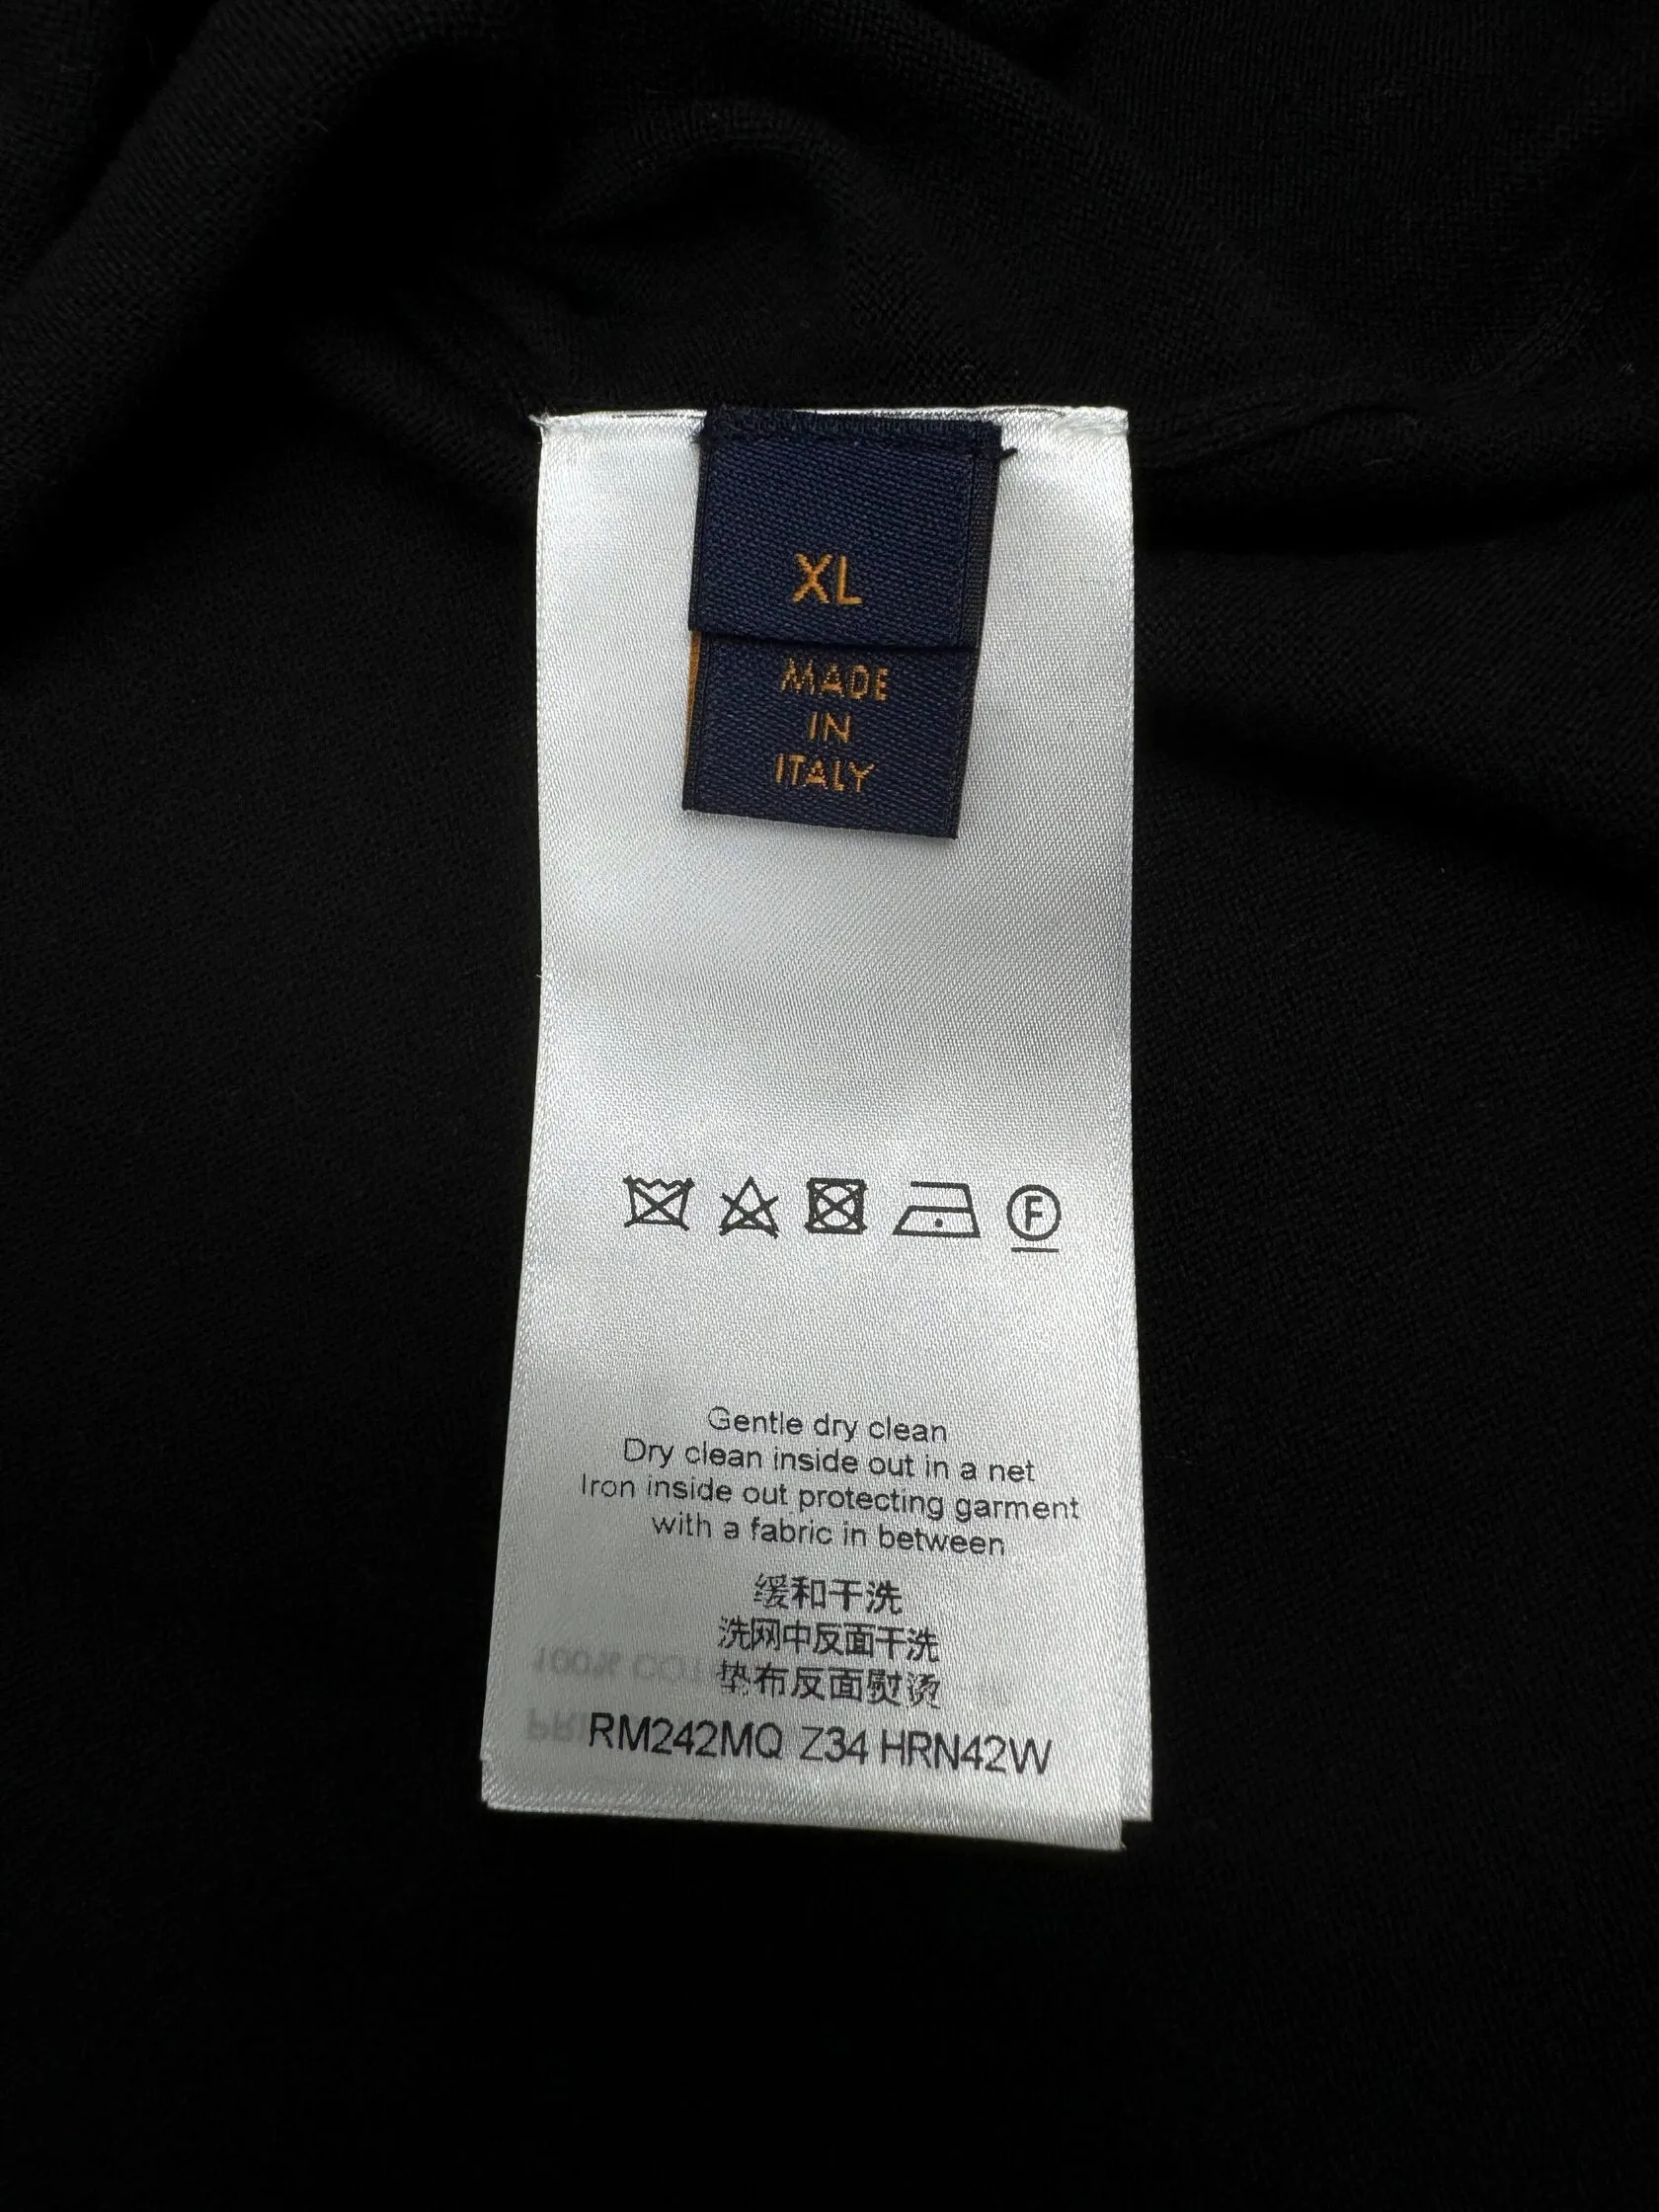 XL
MADE
IN
ITALY
F
Gentle dry clean
Dry clean inside out in a net
Iron inside out protecting garment
with a fabric in between
缓和干洗
洗网中反面干洗
垫布反面熨烫
100% COT
RM242MQ Z34 HRN42W